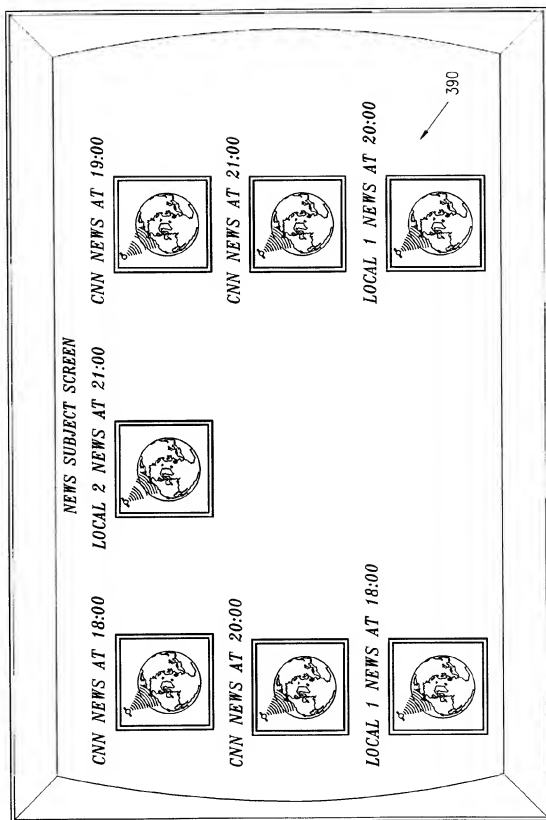 NEWS SUBJECT SCREEN
CNN NEWS AT 18:00
LOCAL 2 NEWS AT 21:00
CNN NEWS AT 19:00
CNN NEWS AT 20:00
CNN NEWS AT 21:00
LOCAL 1 NEWS AT 18:00
LOCAL 1 NEWS AT 20:00
390